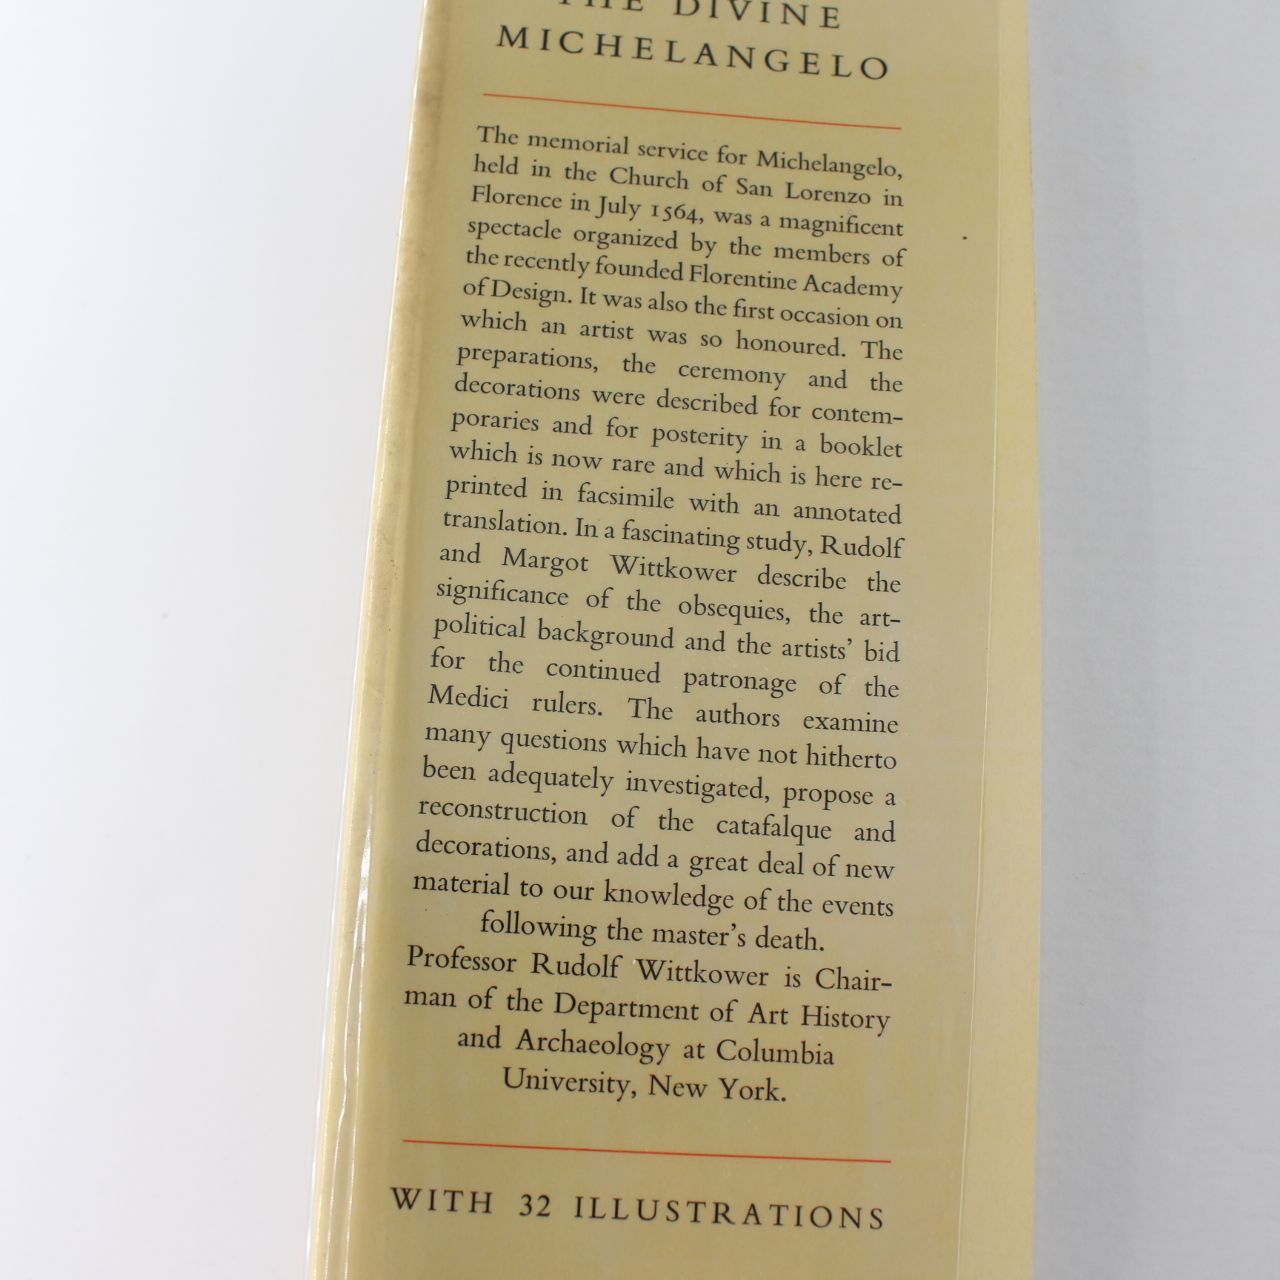 THE DIVINE
MICHELANGELO
The memorial service for Michelangelo,
held in the Church of San Lorenzo in
Florence in July 1564, was a magnificent
spectacle organized by the members of
the recently founded Florentine Academy
of Design. It was also the first occasion on
which an artist was so honoured. The
preparations, the ceremony and the
decorations were described for contem-
poraries and for posterity in a booklet
which is now rare and which is here re-
printed in facsimile with an annotated
translation. In a fascinating study, Rudolf
and Margot Wittkower describe the
significance of the obsequies, the art-
political background and the artists' bid
for the continued patronage of the
Medici rulers. The authors examine
many questions which have not hitherto
been adequately investigated, propose a
reconstruction of the catafalque and
decorations, and add a great deal of new
material to our knowledge of the events
following the master's death.
Professor Rudolf Wittkower is Chair-
man of the Department of Art History
and Archaeology at Columbia
University, New York.
WITH 32 ILLUSTRATIONS